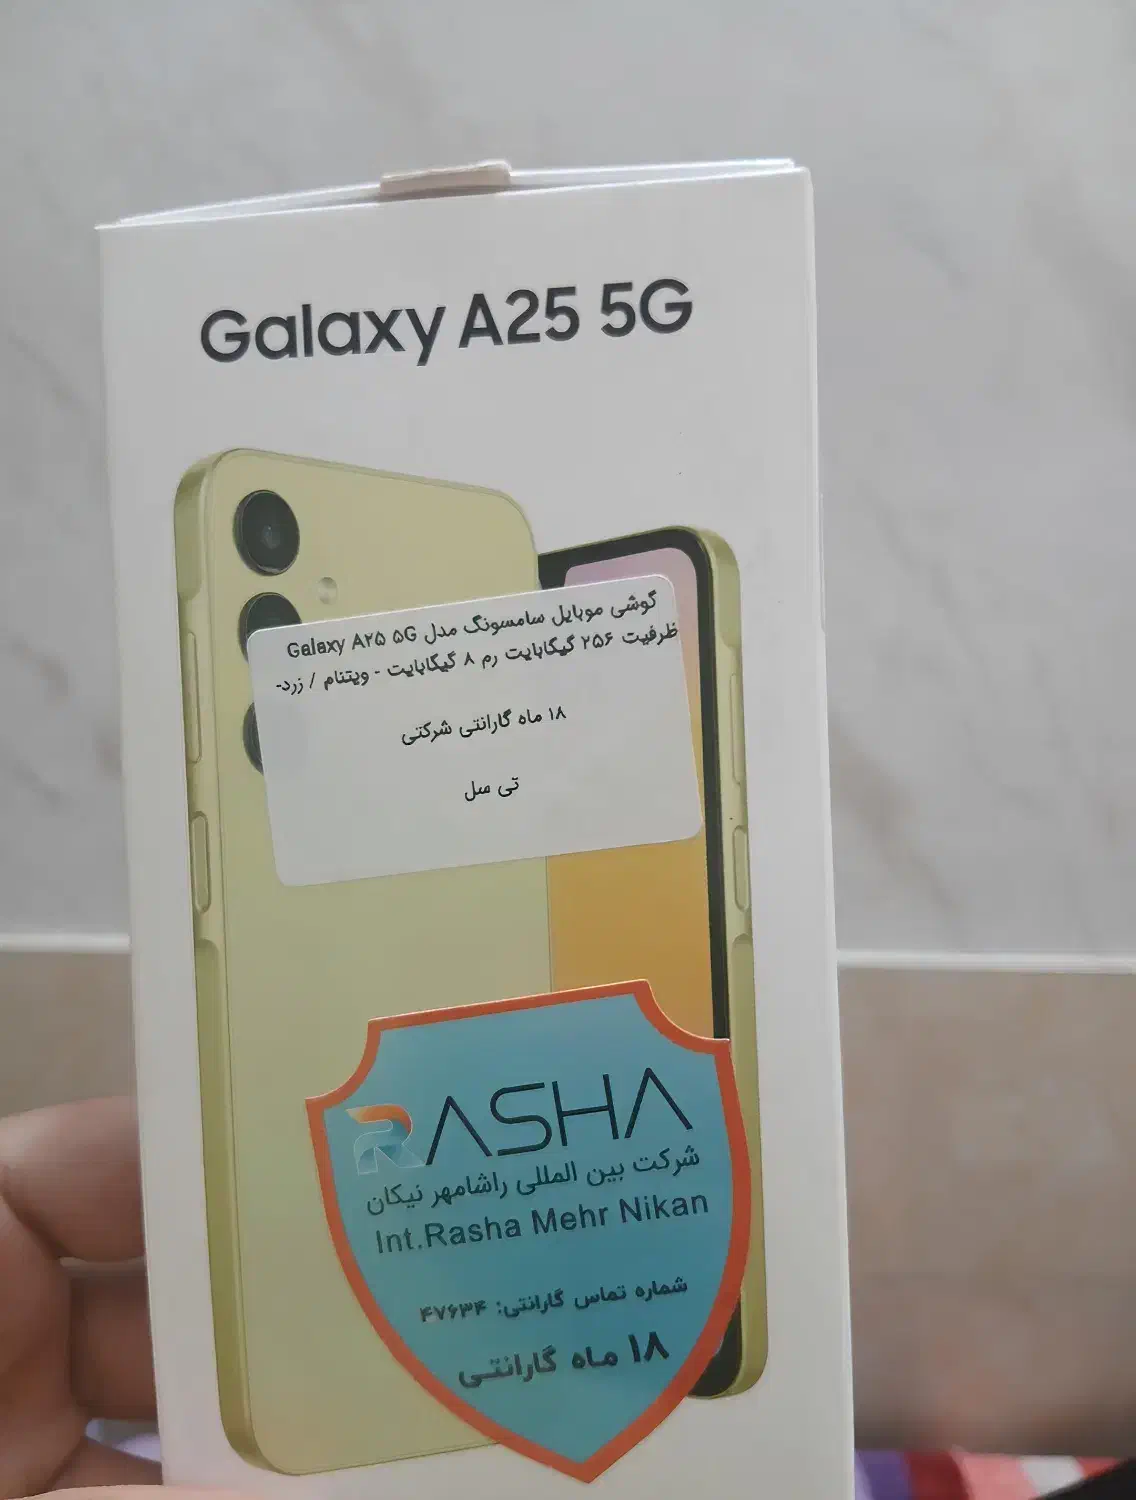 Galaxy A25 5G
گوشی موبایل سامسونگ مدل Galaxy A۲۵ ۵G
ظرفیت ۲۵۶ گیگابایت رم ۸ گیگابایت - ویتنام / زرد-
۱۸ ماه گارانتی شرکتی
تی سل
RASHA
شرکت بین المللی راشامهر نیکان
Int.Rasha Mehr Nikan
شماره تماس گارانتی: ۴۷۶۳۴
۱۸ ماه گارانتی